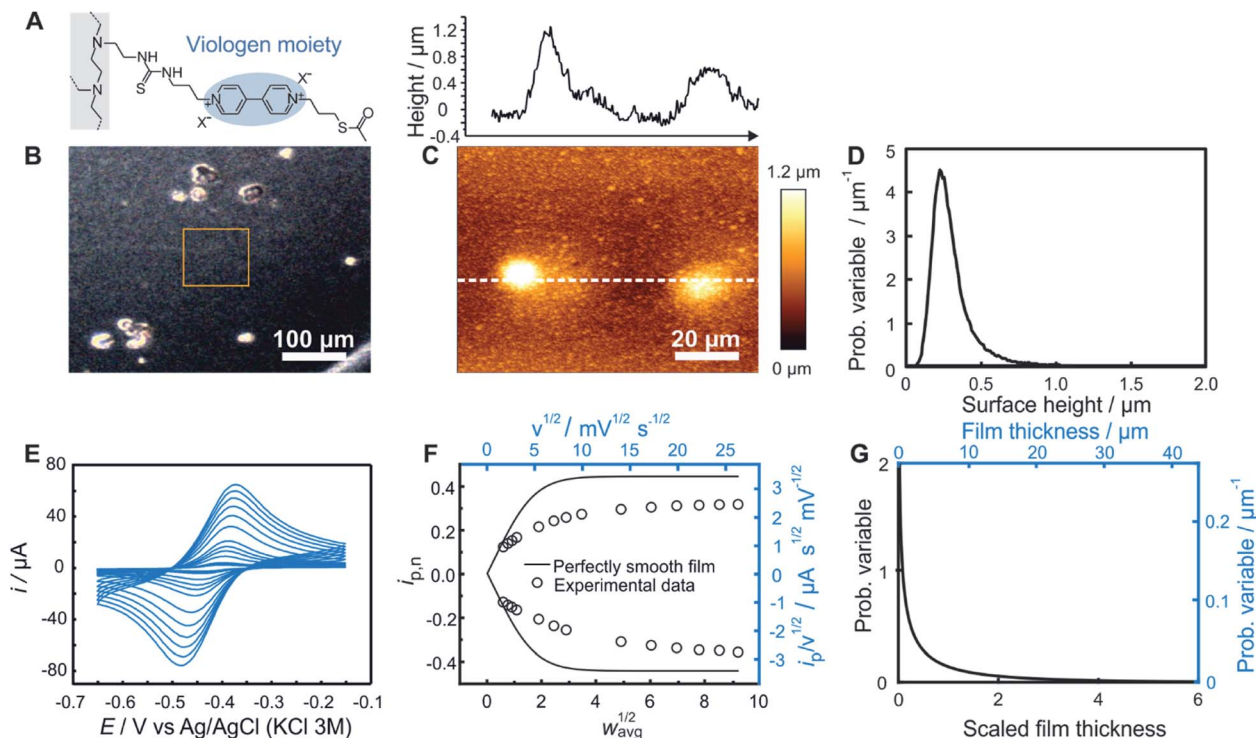 A
Viologen moiety
N
NH
NH
S
N
X⁻
N⁺
X⁻
N⁺
S
O
Height / µm
1.2
0.8
0.4
0
-0.4
B
100 µm
C
20 µm
1.2 µm
0 µm
D
Prob. variable / µm⁻¹
5
4
3
2
1
0
0 0.5 1.0 1.5 2.0
Surface height / µm
E
i / µA
80
40
0
-40
-80
-0.7 -0.6 -0.5 -0.4 -0.3 -0.2 -0.1
E / V vs Ag/AgCl (KCl 3M)
F
v^1/2 / mV^1/2 s^-1/2
0 5 10 15 20 25
i_p,n
0.4
0.2
0.0
-0.2
-0.4
Perfectly smooth film
Experimental data
3
2
1
0
-1
-2
-3
i_p/v^1/2 / µA s^1/2 mV^-1/2
0 2 4 6 8 10
w_avg^1/2
G
Film thickness / µm
0 10 20 30 40
Prob. variable
2
1
0
0.2
0.1
0
Prob. variable / µm⁻¹
0 2 4 6
Scaled film thickness